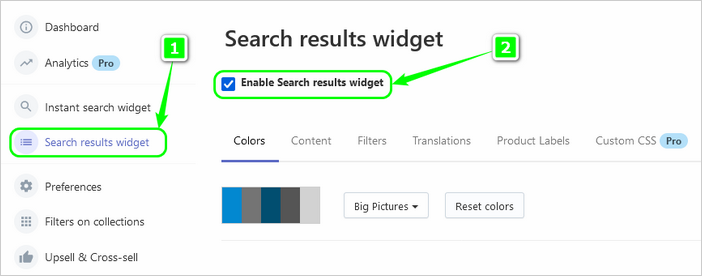 Dashboard
Analytics Pro
Instant search widget
Search results widget
Preferences
Filters on collections
Upsell & Cross-sell
1
Search results widget
2
Enable Search results widget
Colors Content Filters Translations Product Labels Custom CSS Pro
Big Pictures Reset colors